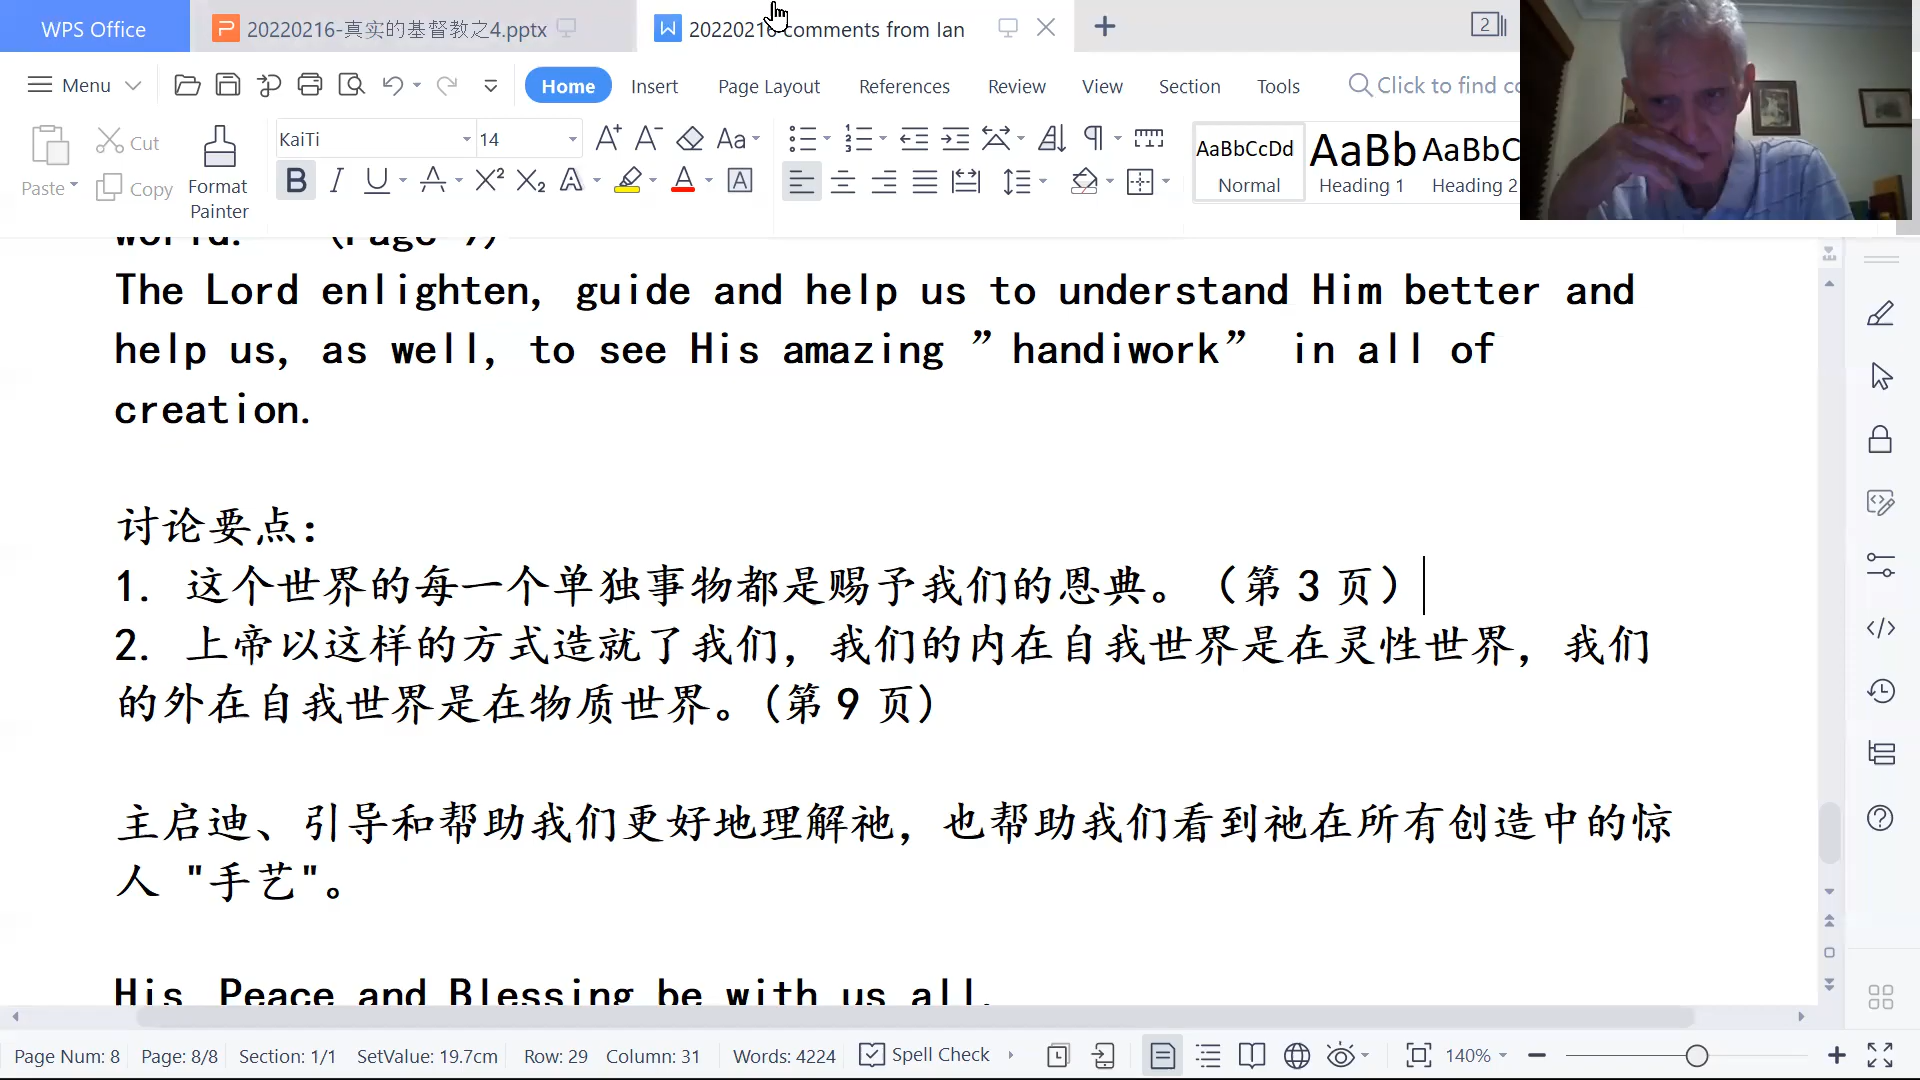 WPS Office
20220216-真实的基督教之4.pptx
comments from Ian
2
Menu
Home
Insert
Page Layout
References
Review
View
Section
Tools
Click to find
Paste
Cut
Copy
Format
Painter
KaiTi
14
AaBbCcDd
Normal
AaBb
Heading 1
AaBbC
Heading 2
The Lord enlighten, guide and help us to understand Him better and
help us, as well, to see His amazing ”handiwork” in all of
creation.
讨论要点：
1. 这个世界的每一个单独事物都是赐予我们的恩典。（第 3 页）
2. 上帝以这样的方式造就了我们，我们的内在自我世界是在灵性世界，我们
的外在自我世界是在物质世界。(第 9 页)
主启迪、引导和帮助我们更好地理解祂，也帮助我们看到祂在所有创造中的惊
人 "手艺"。
His Peace and Blessing be with us all.
Page Num: 8
Page: 8/8
Section: 1/1
SetValue: 19.7cm
Row: 29
Column: 31
Words: 4224
Spell Check
140%